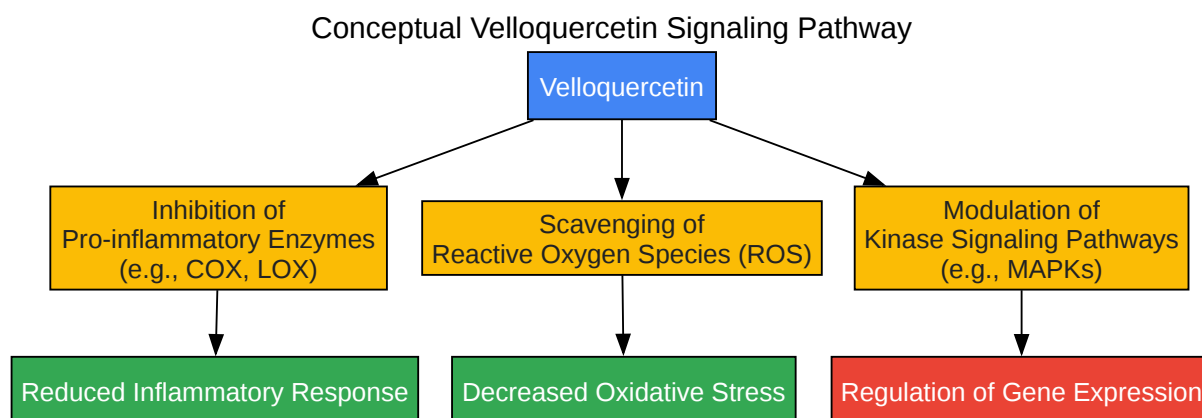 Conceptual Velloquercetin Signaling Pathway
Velloquercetin
Inhibition of
Pro-inflammatory Enzymes
(e.g., COX, LOX)
Scavenging of
Reactive Oxygen Species (ROS)
Modulation of
Kinase Signaling Pathways
(e.g., MAPKs)
Reduced Inflammatory Response
Decreased Oxidative Stress
Regulation of Gene Expression